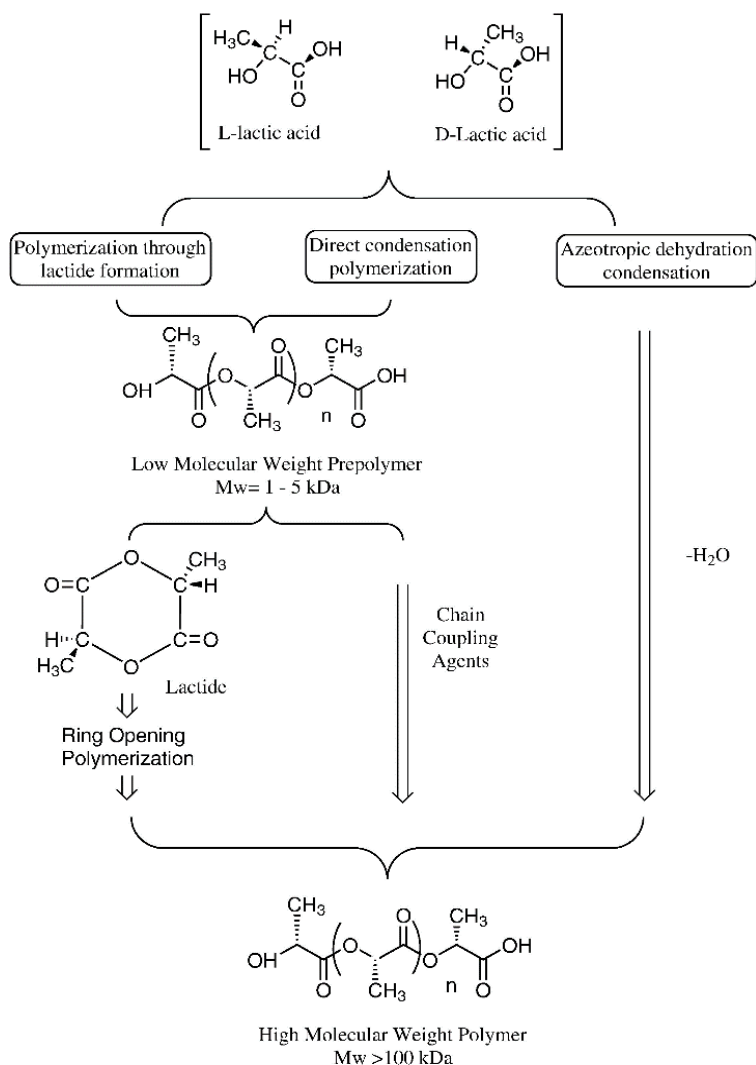 H₃C H OH
C
HO C
O
L-lactic acid
CH₃
H OH
C
HO C
O
D-Lactic acid
Polymerization through
lactide formation
Direct condensation
polymerization
Azeotropic dehydration
condensation
CH₃ O CH₃
O OH
OH O
O CH₃ n O
Low Molecular Weight Prepolymer
Mw= 1 - 5 kDa
O CH₃
O=C C H
H C C=O
H₃C O
Lactide
Ring Opening
Polymerization
Chain
Coupling
Agents
-H₂O
CH₃ O CH₃
O OH
OH O
O CH₃ n O
High Molecular Weight Polymer
Mw >100 kDa